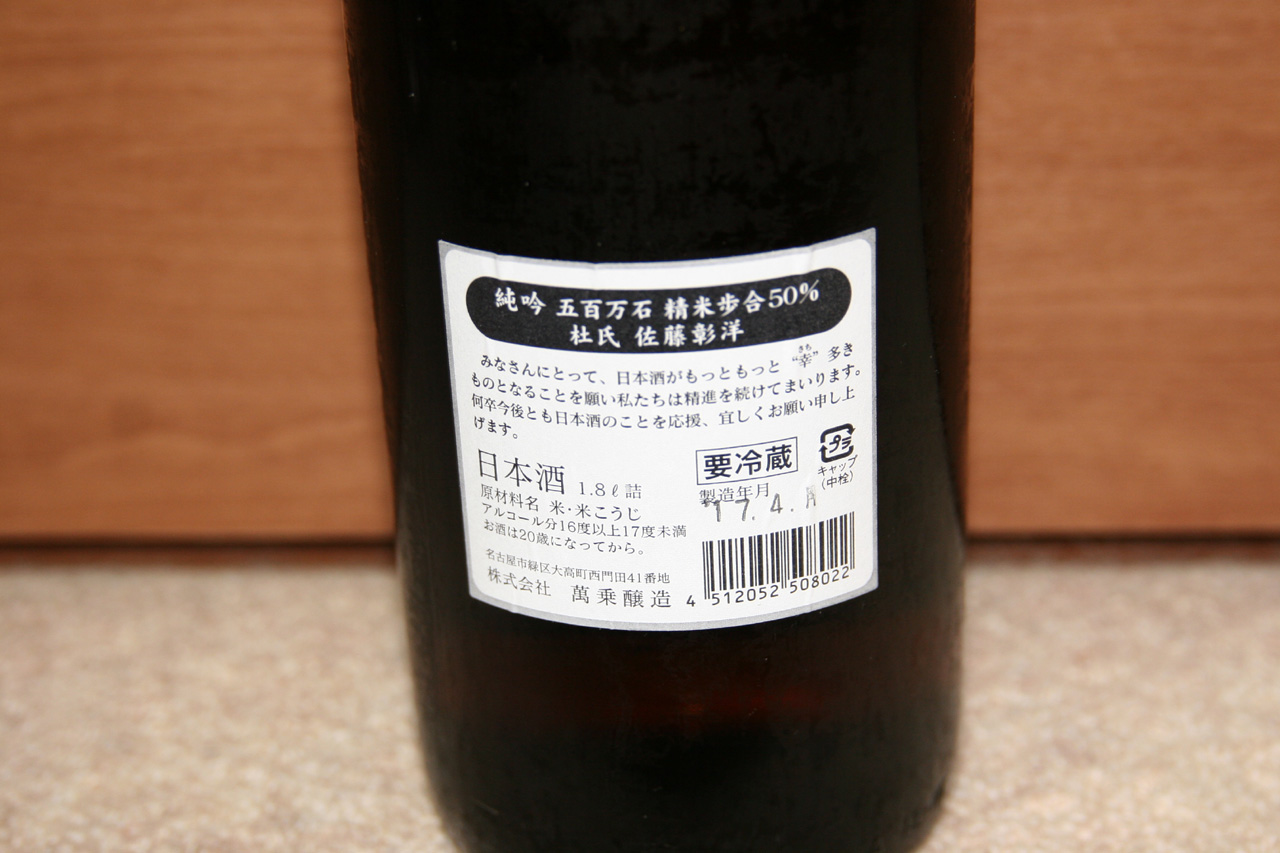 純吟 五百万石 精米歩合50%
杜氏 佐藤彰洋
みなさんにとって、日本酒がもっともっと “幸” 多き
さち
ものとなることを願い私たちは精進を続けてまいります。
何卒今後とも日本酒のことを応援、宜しくお願い申し上
げます。
日本酒 1.8ℓ詰
原材料名 米・米こうじ
アルコール分16度以上17度未満
お酒は20歳になってから。
名古屋市緑区大高町西門田41番地
株式会社 萬乗醸造
要冷蔵
プラ
キャップ
(中栓)
製造年月
17.4.月
4 512052 508022